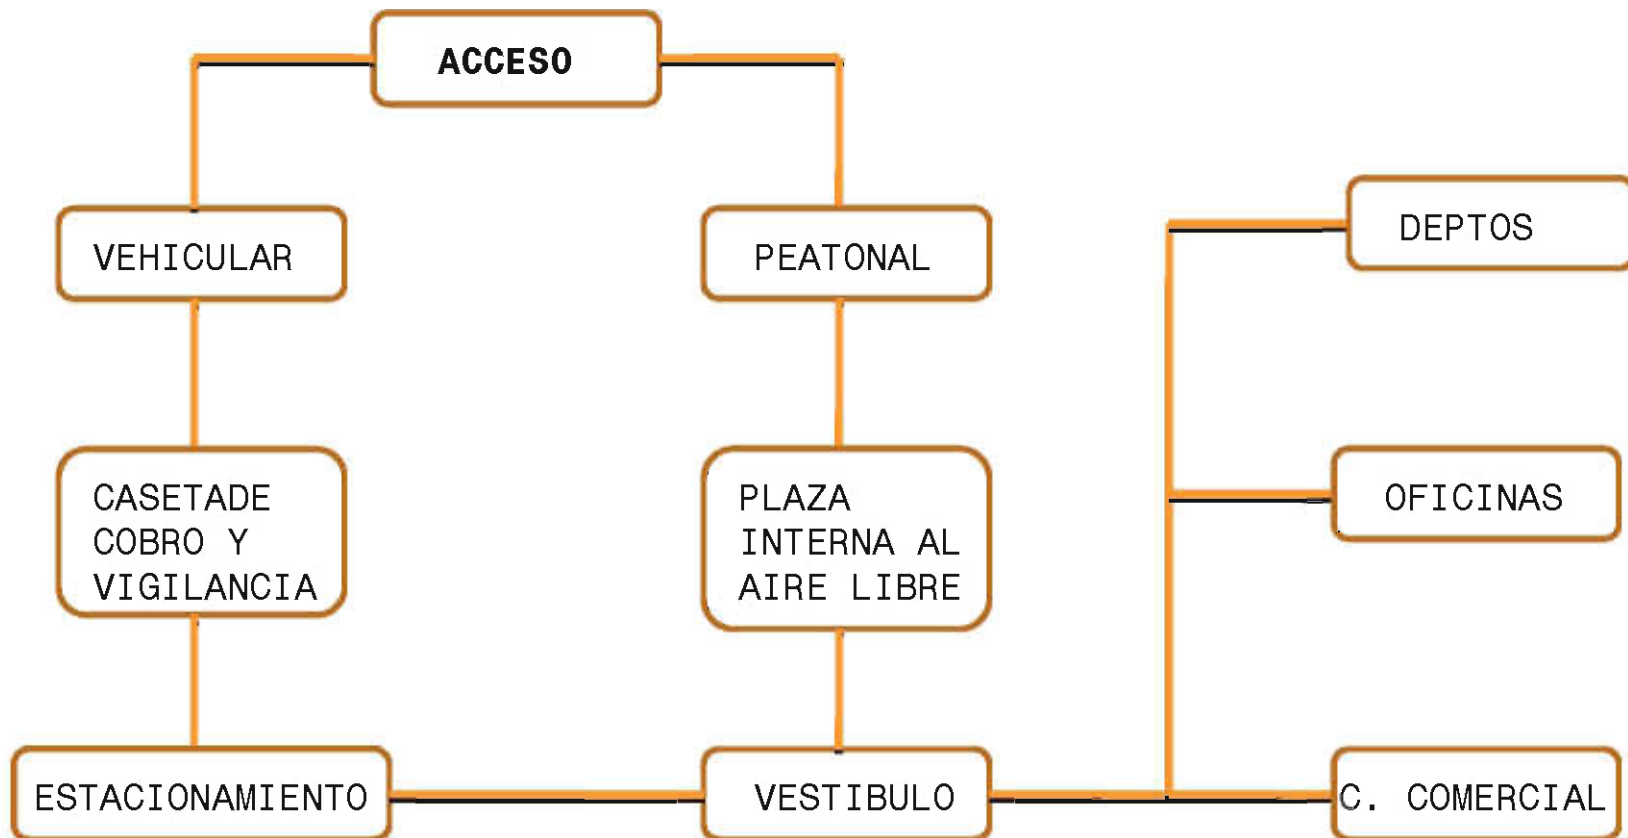 ACCESO
VEHICULAR
PEATONAL
DEPTOS
CASETADE
COBRO Y
VIGILANCIA
PLAZA
INTERNA AL
AIRE LIBRE
OFICINAS
ESTACIONAMIENTO
VESTIBULO
C. COMERCIAL